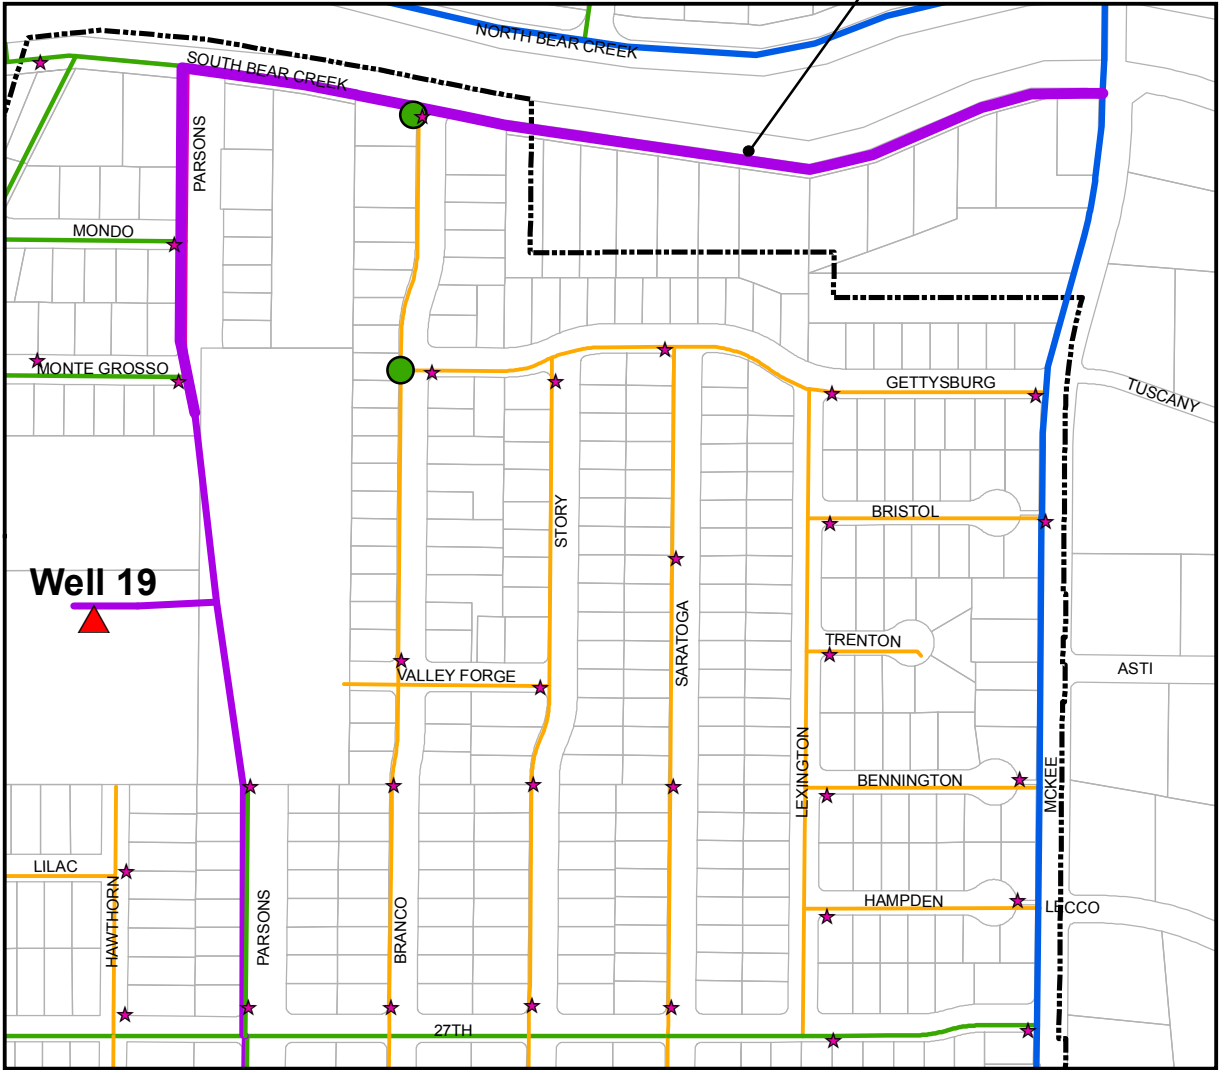 NORTH BEAR CREEK
SOUTH BEAR CREEK
PARSONS
MONDO
MONTE GROSSO
GETTYSBURG
TUSCANY
BRISTOL
STORY
Well 19
SARATOGA
TRENTON
VALLEY FORGE
ASTI
LEXINGTON
BENNINGTON
MCKEE
LILAC
HAWTHORN
PARSONS
BRANCO
HAMPDEN
LECCO
27TH